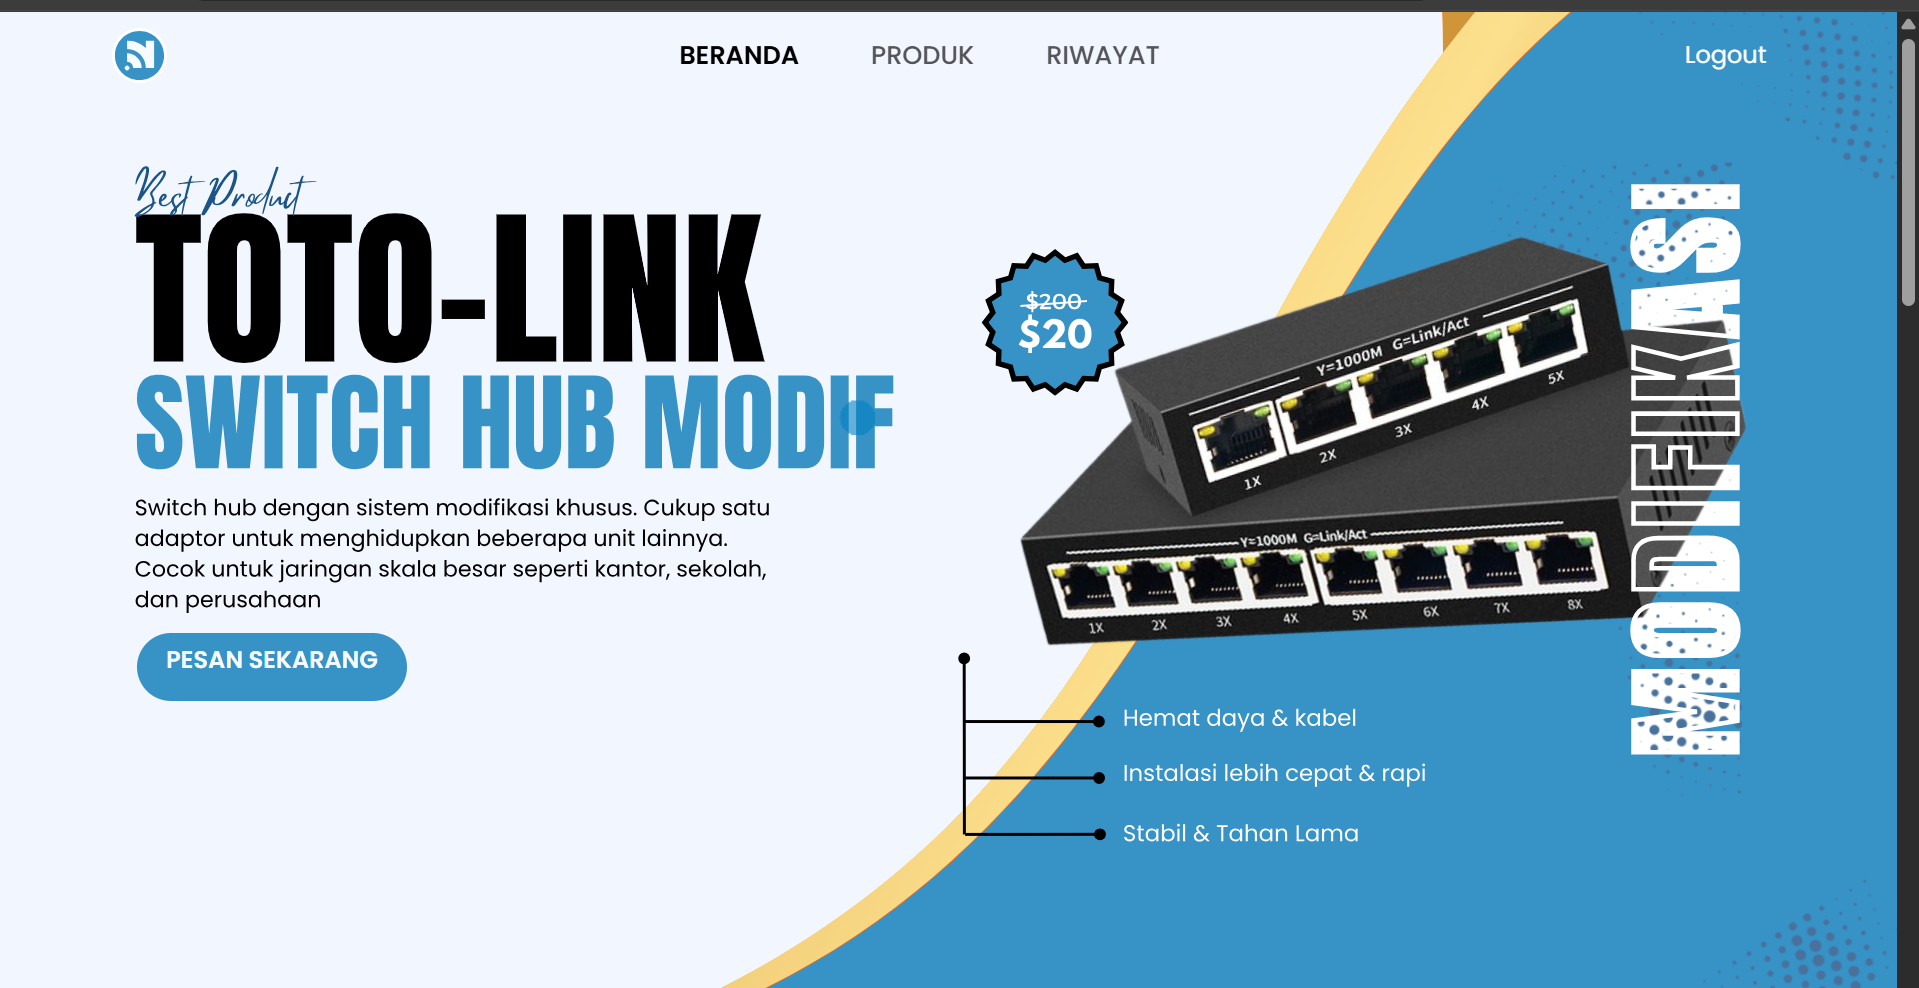 BERANDA PRODUK RIWAYAT Logout
Best Product
TOTO-LINK
SWITCH HUB MODIF
Switch hub dengan sistem modifikasi khusus. Cukup satu
adaptor untuk menghidupkan beberapa unit lainnya.
Cocok untuk jaringan skala besar seperti kantor, sekolah,
dan perusahaan
PESAN SEKARANG
$200
$20
Y=1000M G=Link/Act
1X 2X 3X 4X 5X
Y=1000M G=Link/Act
1X 2X 3X 4X 5X 6X 7X 8X
MODIFIKASI
Hemat daya & kabel
Instalasi lebih cepat & rapi
Stabil & Tahan Lama